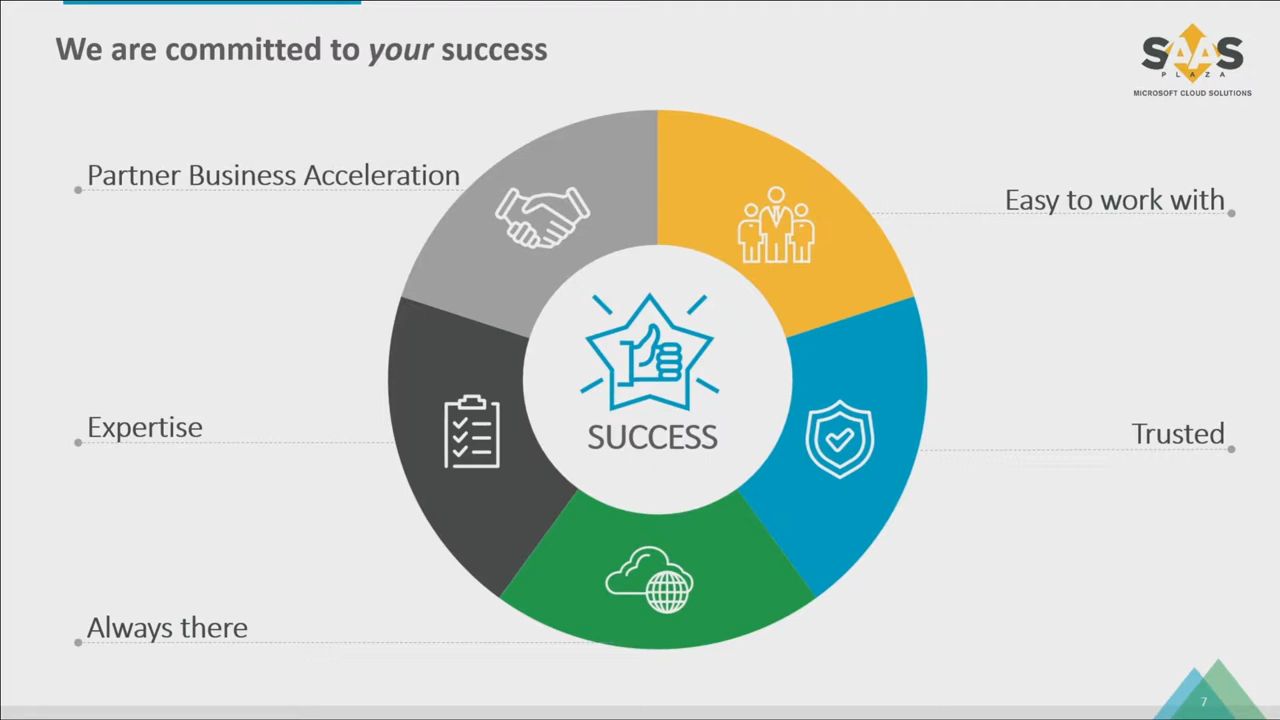 We are committed to your success
SAAS
PLAZA
MICROSOFT CLOUD SOLUTIONS
Partner Business Acceleration
Easy to work with
Expertise
SUCCESS
Trusted
Always there
7